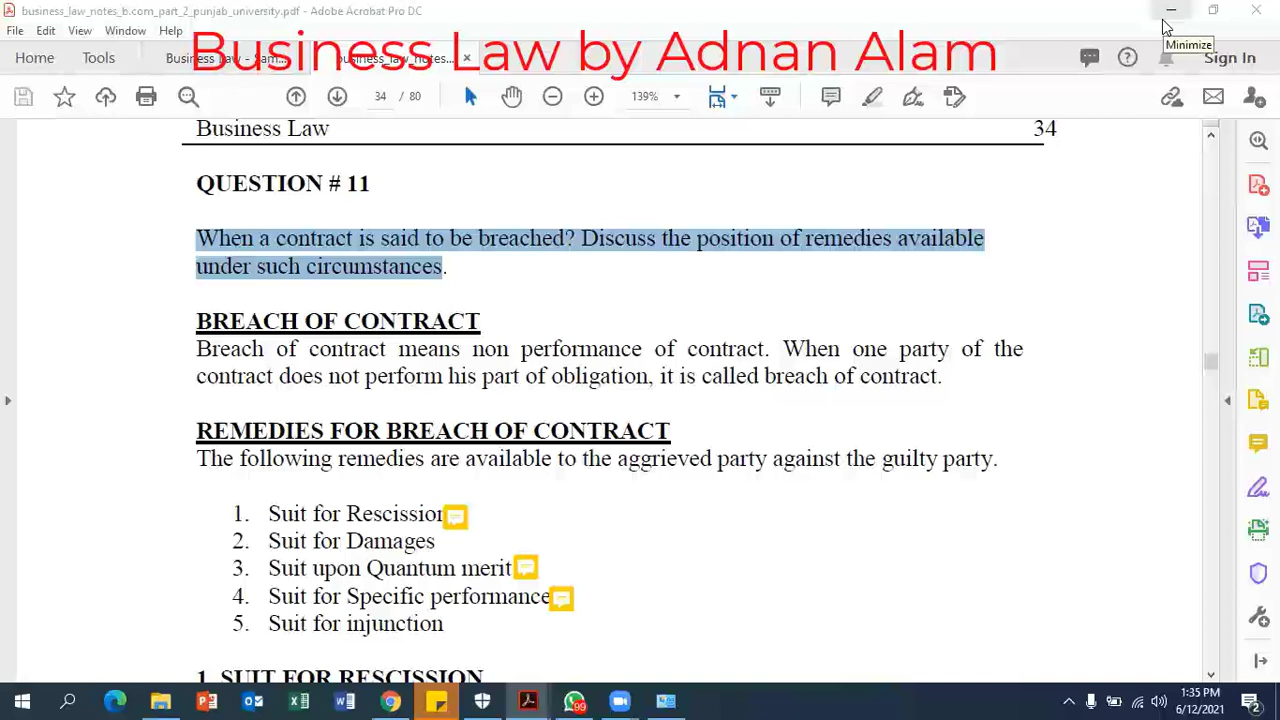 business_law_notes_b.com_part_2_punjab_university.pdf - Adobe Acrobat Pro DC
Minimize
File Edit View Window Help
Business Law by Adnan Alam
Home Tools Business Law - Sam... business_law_notes... Sign In
34 / 80 139%
Business Law 34
QUESTION # 11
When a contract is said to be breached? Discuss the position of remedies available
under such circumstances.
BREACH OF CONTRACT
Breach of contract means non performance of contract. When one party of the
contract does not perform his part of obligation, it is called breach of contract.
REMEDIES FOR BREACH OF CONTRACT
The following remedies are available to the aggrieved party against the guilty party.
1. Suit for Rescission
2. Suit for Damages
3. Suit upon Quantum merit
4. Suit for Specific performance
5. Suit for injunction
1. SUIT FOR RESCISSION
99
1:35 PM
6/12/2021
2